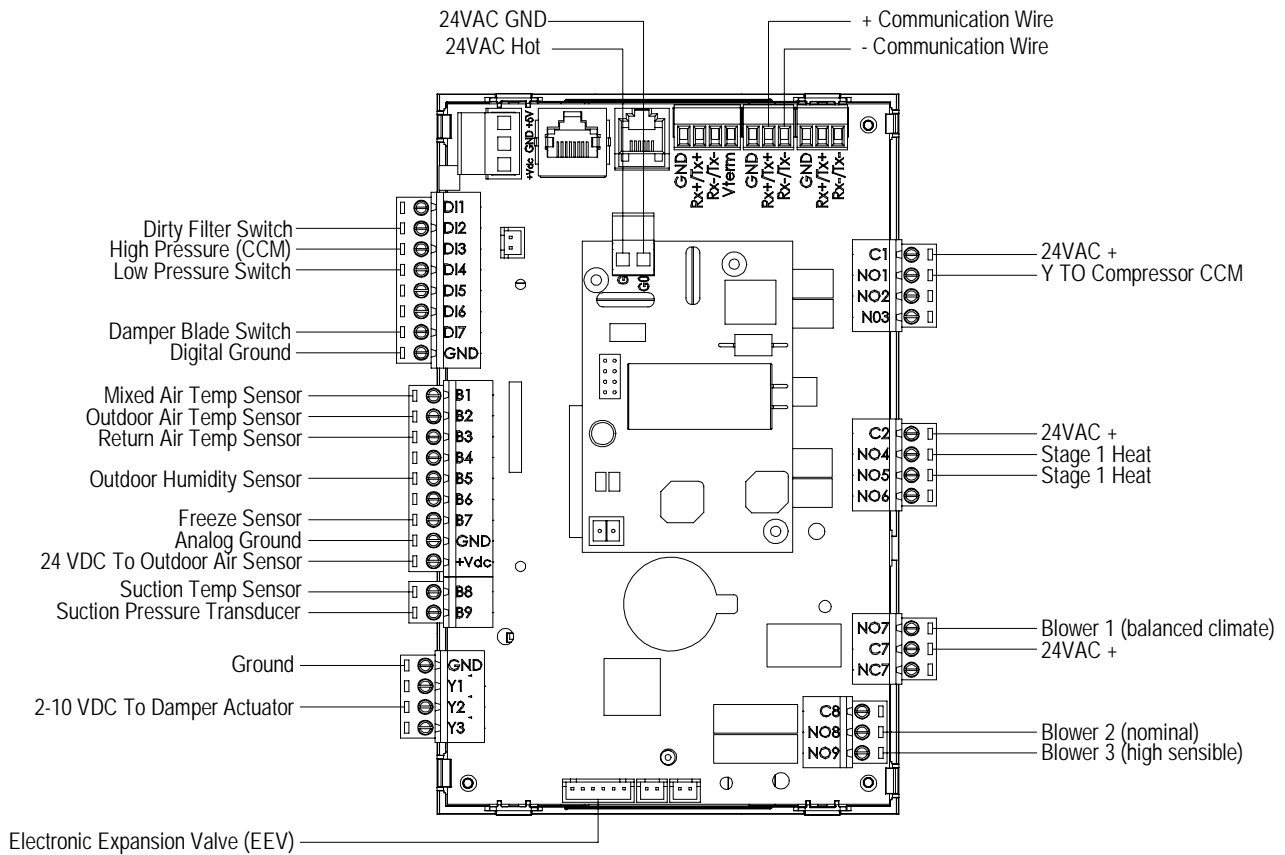 24VAC GND
24VAC Hot
+ Communication Wire
- Communication Wire
+Vdc GND +5V
GND
Rx+/Tx+
Rx-/Tx-
Vterm
GND
Rx+/Tx+
Rx-/Tx-
GND
Rx+/Tx+
Rx-/Tx-
DI1
Dirty Filter Switch
DI2
High Pressure (CCM)
DI3
Low Pressure Switch
DI4
DI5
DI6
Damper Blade Switch
DI7
Digital Ground
GND
G
G0
C1
24VAC +
NO1
Y TO Compressor CCM
NO2
N03
Mixed Air Temp Sensor
B1
Outdoor Air Temp Sensor
B2
Return Air Temp Sensor
B3
B4
Outdoor Humidity Sensor
B5
B6
Freeze Sensor
B7
Analog Ground
GND
24 VDC To Outdoor Air Sensor
+Vdc
Suction Temp Sensor
B8
Suction Pressure Transducer
B9
C2
24VAC +
NO4
Stage 1 Heat
NO5
Stage 1 Heat
NO6
Ground
GND
Y1
2-10 VDC To Damper Actuator
Y2
Y3
NO7
Blower 1 (balanced climate)
C7
24VAC +
NC7
C8
NO8
Blower 2 (nominal)
NO9
Blower 3 (high sensible)
Electronic Expansion Valve (EEV)